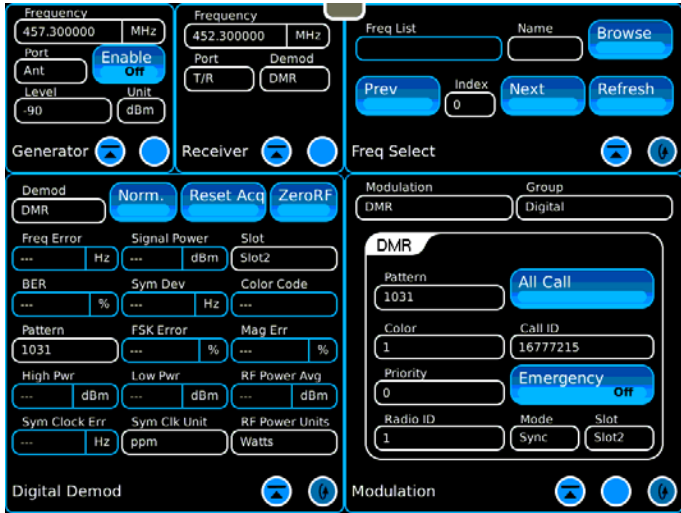 Frequency
457.300000 MHz
Port
Ant
Enable
Off
Level Unit
-90 dBm
Generator
Frequency
452.300000 MHz
Port Demod
T/R DMR
Receiver
Freq List Name
Browse
Prev
Index
0
Next
Refresh
Freq Select
Demod
DMR
Norm. Reset Acq ZeroRF
Freq Error Signal Power Slot
--- Hz --- dBm Slot2
BER Sym Dev Color Code
--- % --- Hz ---
Pattern FSK Error Mag Err
1031 --- % --- %
High Pwr Low Pwr RF Power Avg
--- dBm --- dBm --- dBm
Sym Clock Err Sym Clk Unit RF Power Units
--- Hz ppm Watts
Digital Demod
Modulation Group
DMR Digital
DMR
Pattern
1031
All Call
Color Call ID
1 16777215
Priority
0
Emergency
Off
Radio ID Mode Slot
1 Sync Slot2
Modulation